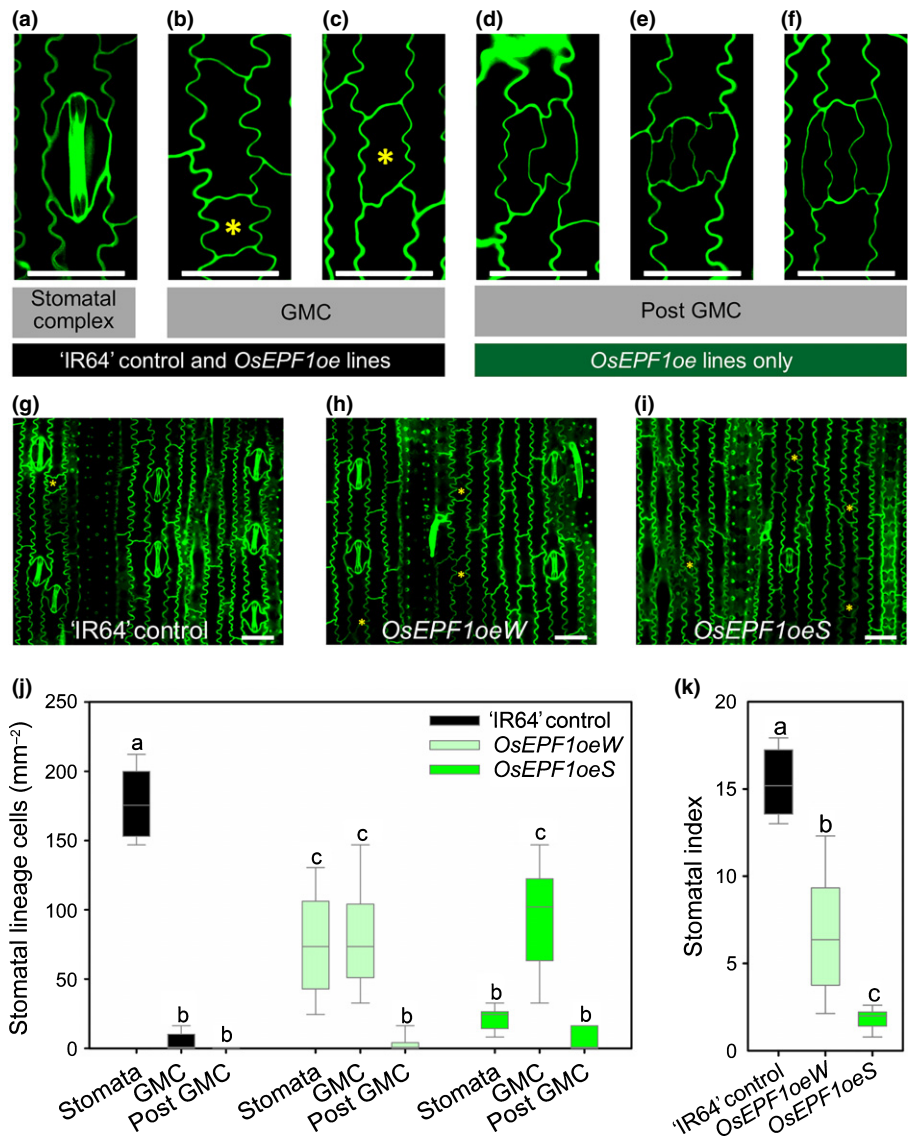 (a) (b) (c) (d) (e) (f)
* *
Stomatal complex
GMC
Post GMC
'IR64' control and OsEPF1oe lines
OsEPF1oe lines only
(g) (h) (i)
* * * * * * * *
'IR64' control
OsEPF1oeW
OsEPF1oeS
(j)
Stomatal lineage cells (mm⁻²)
250
200
150
100
50
0
'IR64' control
OsEPF1oeW
OsEPF1oeS
a b b c c b b c b
Stomata GMC Post GMC Stomata GMC Post GMC Stomata GMC Post GMC
(k)
Stomatal index
20
15
10
5
0
a b c
'IR64' control OsEPF1oeW OsEPF1oeS